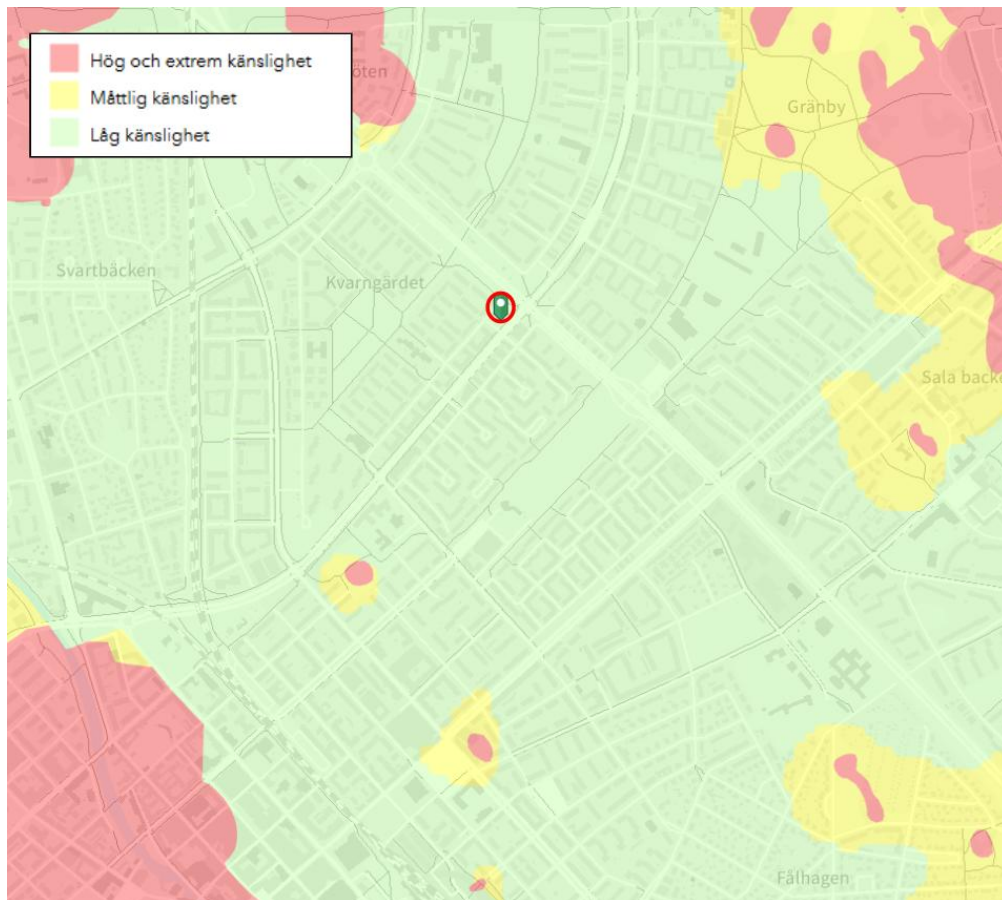 Hög och extrem känslighet
Måttlig känslighet
Låg känslighet
Gränby
Svartbäcken
Kvarngärdet
Fålhagen